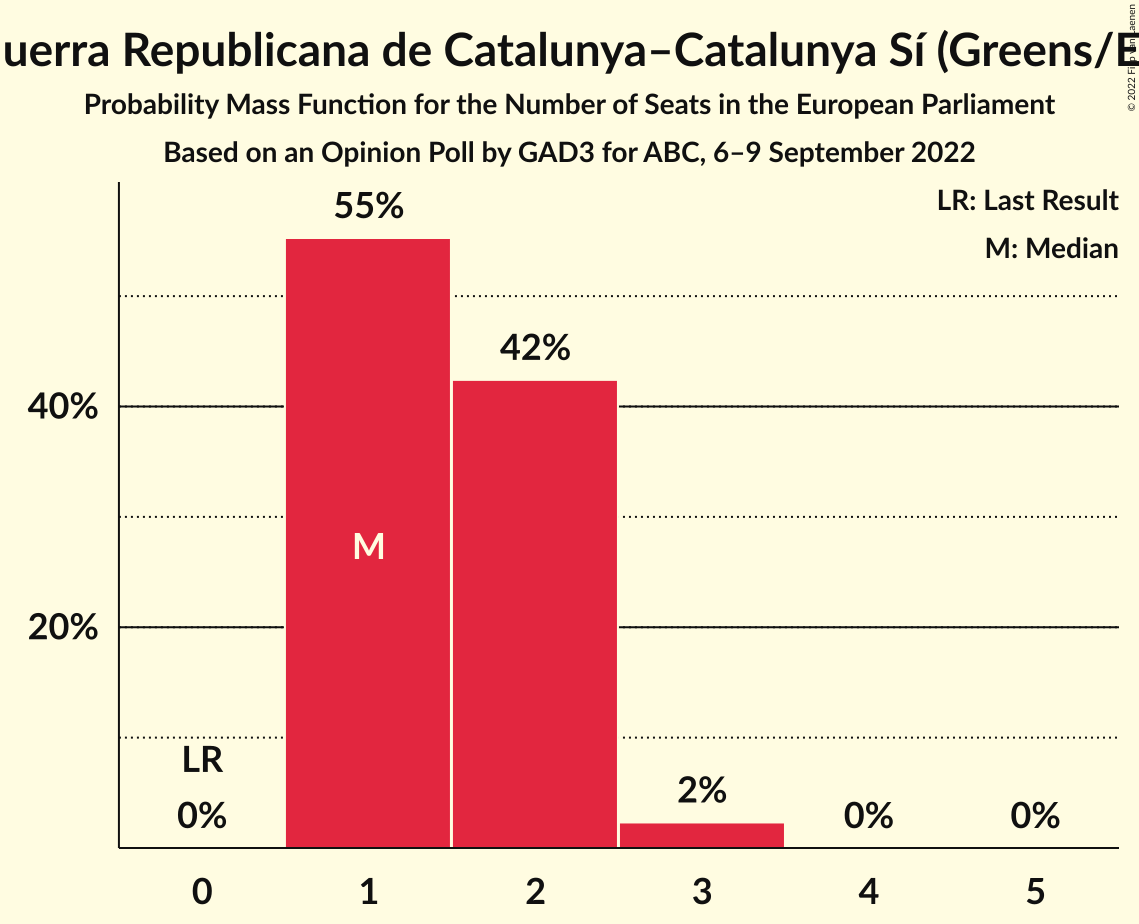 uerra Republicana de Catalunya–Catalunya Sí (Greens/E
Probability Mass Function for the Number of Seats in the European Parliament
Based on an Opinion Poll by GAD3 for ABC, 6–9 September 2022
© 2022 Laenen
LR: Last Result
M: Median
55%
42%
40%
M
20%
LR
0%
2%
0%
0%
0 1 2 3 4 5